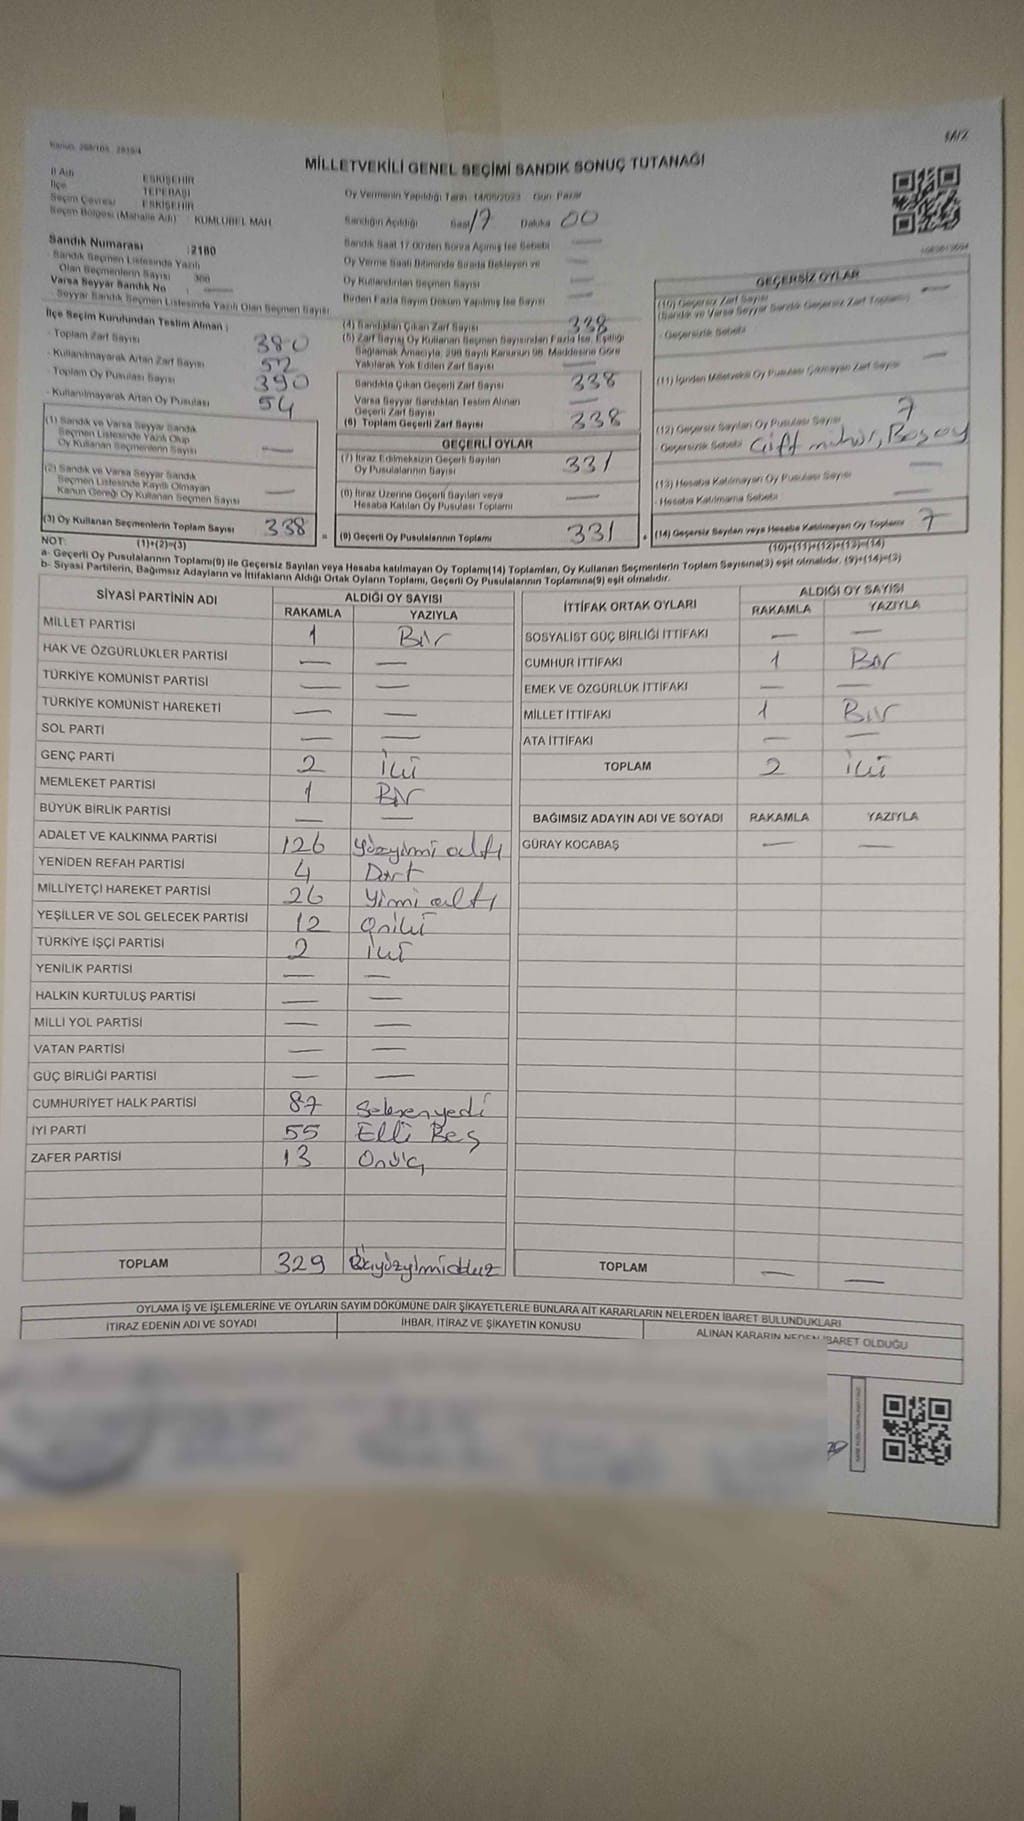 MİLLETVEKİLİ GENEL SEÇİMİ SANDIK SONUÇ TUTANAĞI
İl Adı : ESKİŞEHİR
İlçe : TEPEBAŞI
Seçim Çevresi : ESKİŞEHİR
Seçim Bölgesi (Mahalle Adı) : KUMLUBEL MAH
Oy Vermenin Yapıldığı Tarih: 14/05/2023 Gün: Pazar
Sandığın Açıldığı Saat 17 Dakika 00
Sandık Saat 17:00'den Sonra Açılmış İse Sebebi —
Oy Verme Saati Bitiminde Sırada Bekleyen ve
Oy Kullandırılan Seçmen Sayısı —
Birden Fazla Sayım Döküm Yapılmış İse Sayısı —
Sandık Numarası : 2160
- Sandık Seçmen Listesinde Yazılı
Olan Seçmenlerin Sayısı
Varsa Seyyar Sandık No :
- Seyyar Sandık Seçmen Listesinde Yazılı Olan Seçmen Sayısı
İlçe Seçim Kurulundan Teslim Alınan :
- Toplam Zarf Sayısı 380
- Kullanılmayarak Artan Zarf Sayısı
- Toplam Oy Pusulası Sayısı 390
- Kullanılmayarak Artan Oy Pusulası 54
(1) Sandık ve Varsa Seyyar Sandık
Seçmen Listesinde Yazılı Olup
Oy Kullanan Seçmenlerin Sayısı —
(2) Sandık ve Varsa Seyyar Sandık
Seçmen Listesinde Kayıtlı Olmayan
Kanun Gereği Oy Kullanan Seçmen Sayısı —
(3) Oy Kullanan Seçmenlerin Toplam Sayısı 338
(4) Sandıktan Çıkan Zarf Sayısı 338
(5) Zarf Sayısı Oy Kullanan Seçmen Sayısından Fazla İse, Eşitliği
Sağlamak Amacıyla, 298 Sayılı Kanunun 98. Maddesine Göre
Yakılarak Yok Edilen Zarf Sayısı —
Sandıkta Çıkan Geçerli Zarf Sayısı 338
Varsa Seyyar Sandıktan Teslim Alınan
Geçerli Zarf Sayısı —
(6) Toplam Geçerli Zarf Sayısı 338
GEÇERLİ OYLAR
(7) İtiraz Edilmeksizin Geçerli Sayılan
Oy Pusulalarının Sayısı 331
(8) İtiraz Üzerine Geçerli Sayılan veya
Hesaba Katılan Oy Pusulası Toplamı —
(9) Geçerli Oy Pusulalarının Toplamı 331
GEÇERSİZ OYLAR
(10) Geçersiz Zarf Sayısı —
(Sandık ve Varsa Seyyar Sandık Geçersiz Zarf Toplamı)
- Geçersizlik Sebebi
(11) İçinden Milletvekili Oy Pusulası Çıkmayan Zarf Sayısı —
(12) Geçersiz Sayılan Oy Pusulası Sayısı 7
- Geçersizlik Sebebi Çift mühür, Boş oy
(13) Hesaba Katılmayan Oy Pusulası Sayısı —
- Hesaba Katılmama Sebebi —
(14) Geçersiz Sayılan veya Hesaba Katılmayan Oy Toplamı 7
NOT: (1)+(2)=(3) (10)+(11)+(12)+(13)=(14)
a- Geçerli Oy Pusulaların Toplamı(9) ile Geçersiz Sayılan veya Hesaba katılmayan Oy Toplamı(14) Toplamları, Oy Kullanan Seçmenlerin Toplam Sayısına(3) eşit olmalıdır. (9)+(14)=(3)
b- Siyasi Partilerin, Bağımsız Adayların ve İttifakların Aldığı Ortak Oyların Toplamı, Geçerli Oy Pusulalarının Toplamına(9) eşit olmalıdır.
SİYASİ PARTİNİN ADI ALDIĞI OY SAYISI
RAKAMLA YAZIYLA
MİLLET PARTİSİ 1 Bir
HAK VE ÖZGÜRLÜKLER PARTİSİ — —
TÜRKİYE KOMÜNİST PARTİSİ — —
TÜRKİYE KOMÜNİST HAREKETİ — —
SOL PARTİ — —
GENÇ PARTİ 2 İki
MEMLEKET PARTİSİ 1 Bir
BÜYÜK BİRLİK PARTİSİ — —
ADALET VE KALKINMA PARTİSİ 126 Yüzyimi altı
YENİDEN REFAH PARTİSİ 4 Dört
MİLLİYETÇİ HAREKET PARTİSİ 26 Yimi altı
YEŞİLLER VE SOL GELECEK PARTİSİ 12 Oniki
TÜRKİYE İŞÇİ PARTİSİ 2 İki
YENİLİK PARTİSİ — —
HALKIN KURTULUŞ PARTİSİ — —
MİLLİ YOL PARTİSİ — —
VATAN PARTİSİ — —
GÜÇ BİRLİĞİ PARTİSİ — —
CUMHURİYET HALK PARTİSİ 87 Seksenyedi
İYİ PARTİ 55 Elli Beş
ZAFER PARTİSİ 13 Onüç
TOPLAM 329
İTTİFAK ORTAK OYLARI ALDIĞI OY SAYISI
RAKAMLA YAZIYLA
SOSYALİST GÜÇ BİRLİĞİ İTTİFAKI — —
CUMHUR İTTİFAKI 1 Bir
EMEK VE ÖZGÜRLÜK İTTİFAKI — —
MİLLET İTTİFAKI 1 Bir
ATA İTTİFAKI — —
TOPLAM 2 İki
BAĞIMSIZ ADAYIN ADI VE SOYADI RAKAMLA YAZIYLA
GÜRAY KOCABAŞ — —
TOPLAM — —
OYLAMA İŞ VE İŞLEMLERİNE VE OYLARIN SAYIM DÖKÜMÜNE DAİR ŞİKAYETLERLE BUNLARA AİT KARARLARIN NELERDEN İBARET BULUNDUKLARI
İTİRAZ EDENİN ADI VE SOYADI İHBAR, İTİRAZ VE ŞİKAYETİN KONUSU ALINAN KARARIN NEDEN İBARET OLDUĞU